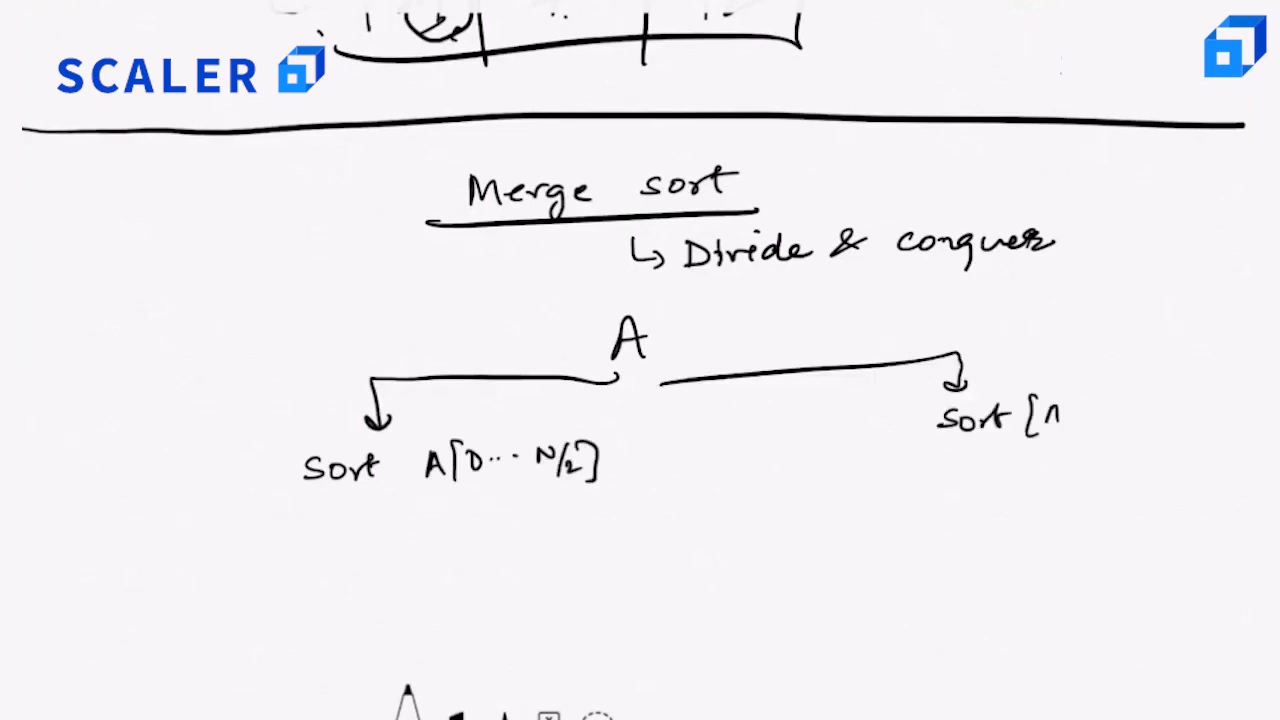 SCALER
Merge sort
↳ Divide & conquer
A
Sort [
Sort A[0... N/2]